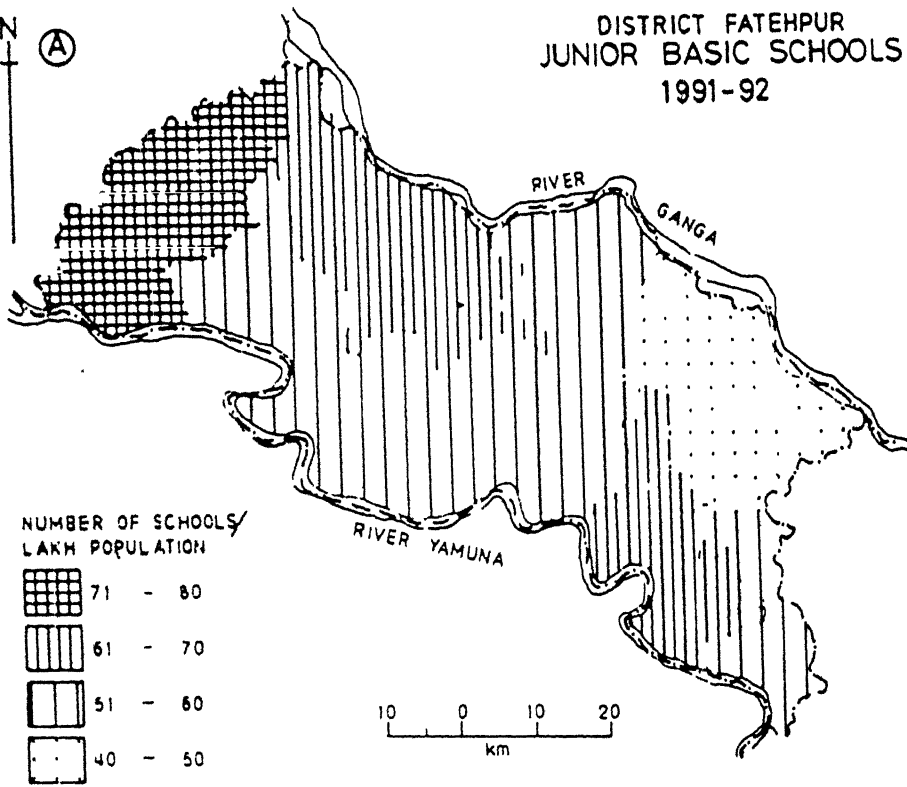 N
A
DISTRICT FATEHPUR
JUNIOR BASIC SCHOOLS
1991-92
RIVER
GANGA
RIVER YAMUNA
NUMBER OF SCHOOLS/
LAKH POPULATION
71 - 80
61 - 70
51 - 60
40 - 50
10 0 10 20
km